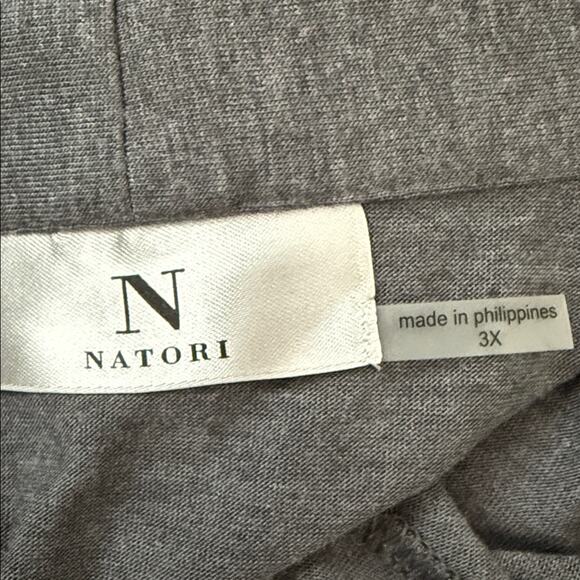 N
NATORI
made in philippines
3X